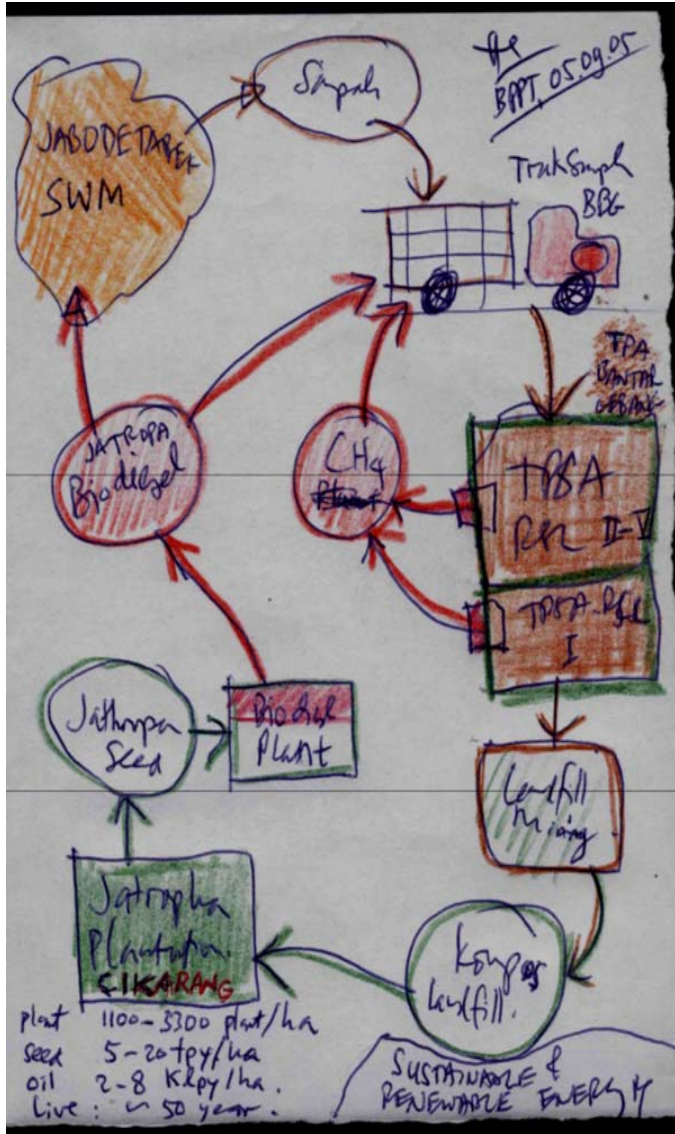 BPPT, 05.09.05
Sampah
JABODETABEK
SWM
Truk Sampah
BBG
TPA
BANTAR
GEBANG
JATROPA
Biodiesel
CH4
TPSA
II-V
TPSA
I
Jathropa
Seed
Biodiesel
Plant
Landfill
Mining
Jatropha
Plantation
CIKARANG
Kompos
landfill.
plant 1100-3300 plant/ha
seed 5-20 tpy/ha
oil 2-8 Klpy/ha.
Live : ~ 50 year.
SUSTAINABLE &
RENEWABLE ENERGY